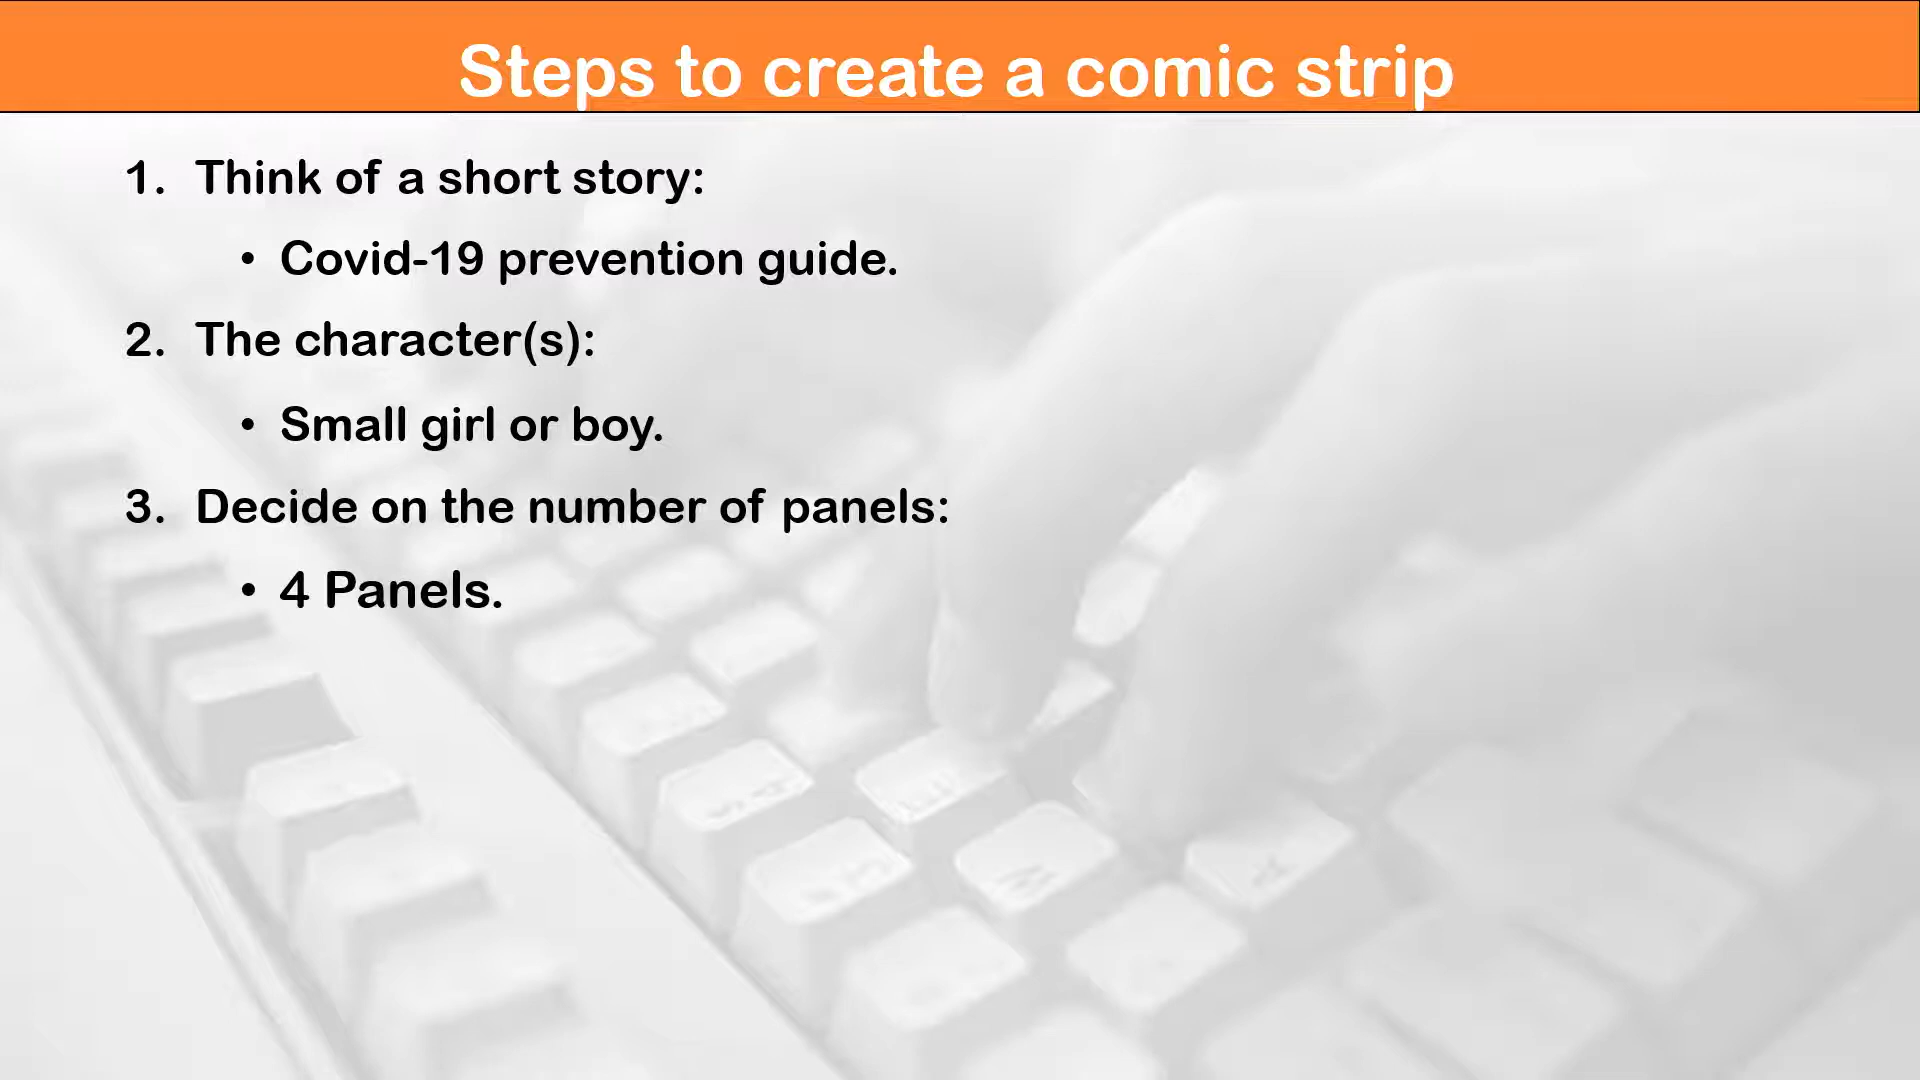 Steps to create a comic strip
1. Think of a short story:
• Covid-19 prevention guide.
2. The character(s):
• Small girl or boy.
3. Decide on the number of panels:
• 4 Panels.